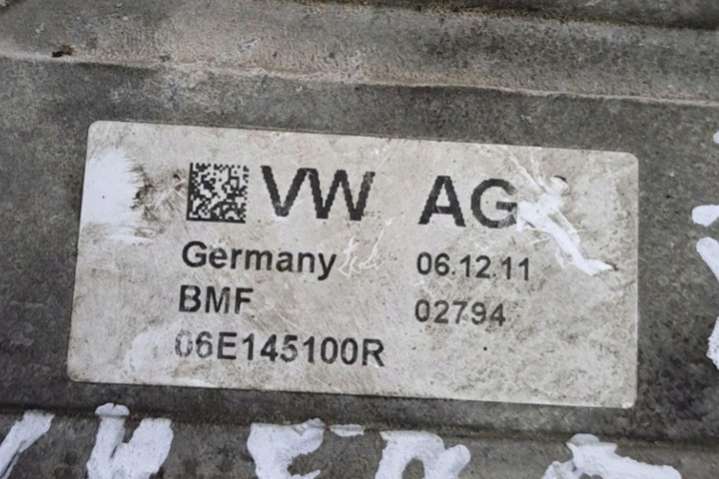 VW AG
Germany 06.12.11
BMF 02794
06E145100R